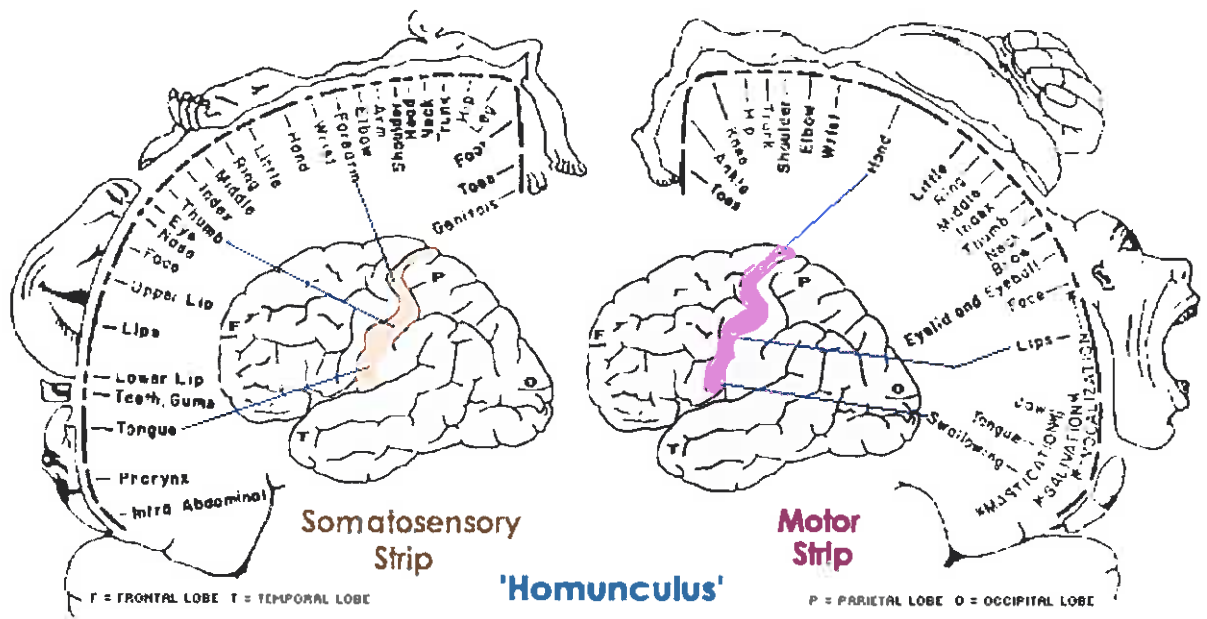 Genitals
Toes
Foot
Leg
Hip
Trunk
Neck
Head
Shoulder
Arm
Elbow
Forearm
Wrist
Hand
Little
Ring
Middle
Index
Thumb
Eye
Nose
Face
Upper Lip
Lips
Lower Lip
Teeth, Gums
Tongue
Prerynx
Intra Abdominal
F
P
O
T
Somatosensory
Strip
Toes
Ankle
Knee
Hip
Trunk
Shoulder
Elbow
Wrist
Hand
Little
Ring
Middle
Index
Thumb
Neck
Brow
Eyelid and Eyeball
Face
Lips
Jaw
Tongue
Swallowing
*MASTICATION
*SALIVATION
*VOCALIZATION
F
P
O
T
Motor
Strip
'Homunculus'
F = FRONTAL LOBE T = TEMPORAL LOBE
P = PARIETAL LOBE O = OCCIPITAL LOBE